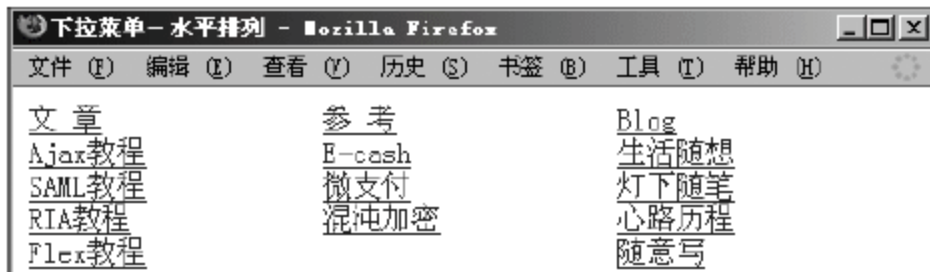 下拉菜单-水平排列 - Mozilla Firefox
文件 (F) 编辑 (E) 查看 (V) 历史 (S) 书签 (B) 工具 (T) 帮助 (H)
文 章 参 考 Blog
Ajax教程 E-cash 生活随想
SAML教程 微支付 灯下随笔
RIA教程 混沌加密 心路历程
Flex教程 随意写